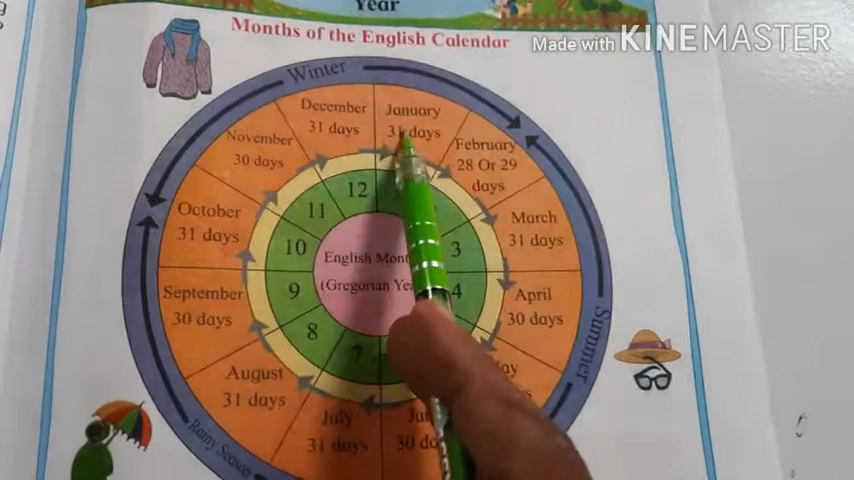 Year
Months of The English Calendar
Made with KINEMASTER
Winter
December
31 days
January
31 days
November
30 days
February
28 Or 29
days
October
31 days
March
31 days
12
11
10
9
8
7
3
4
English
(Gregorian
September
30 days
April
30 days
August
31 days
July
31 days
30 days
Summer
Rainy Season